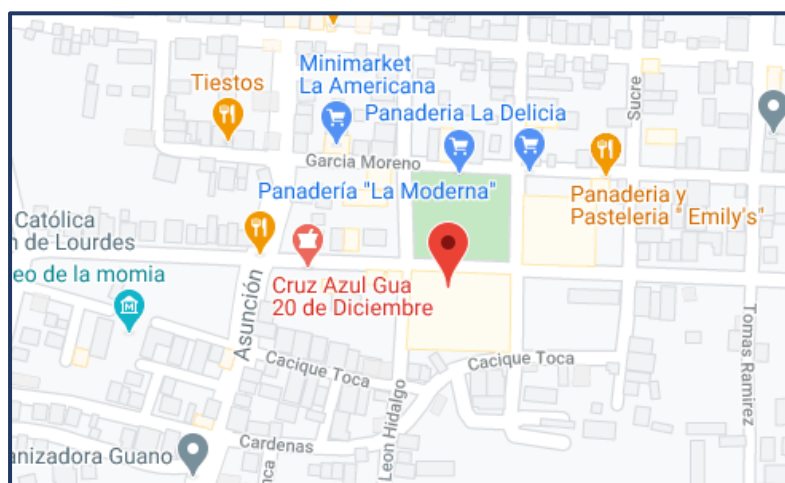 Minimarket
La Americana
Tiestos
Panaderia La Delicia
Sucre
Garcia Moreno
Panadería "La Moderna"
Panaderia y
Pasteleria " Emily's"
Católica
n de Lourdes
eo de la momia
Cruz Azul Gua
20 de Diciembre
Asunción
Cacique Toca
Cacique Toca
Tomas Ramirez
Leon Hidalgo
Cardenas
anizadora Guano
nca